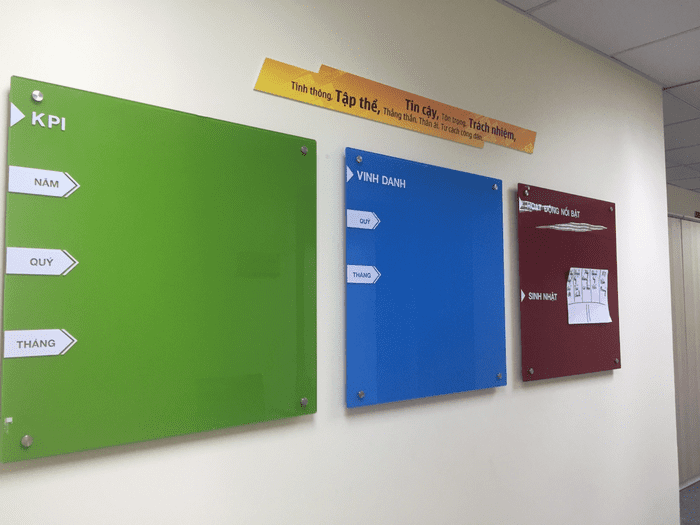 Tin cậy, Tôn trọng, Trách nhiệm,
Tinh thông, Tập thể, Thẳng thắn, Thân ái, Tư cách công dân
KPI
NĂM
QUÝ
THÁNG
VINH DANH
QUÝ
THÁNG
ĐỘNG NỔI BẬT
SINH NHẬT